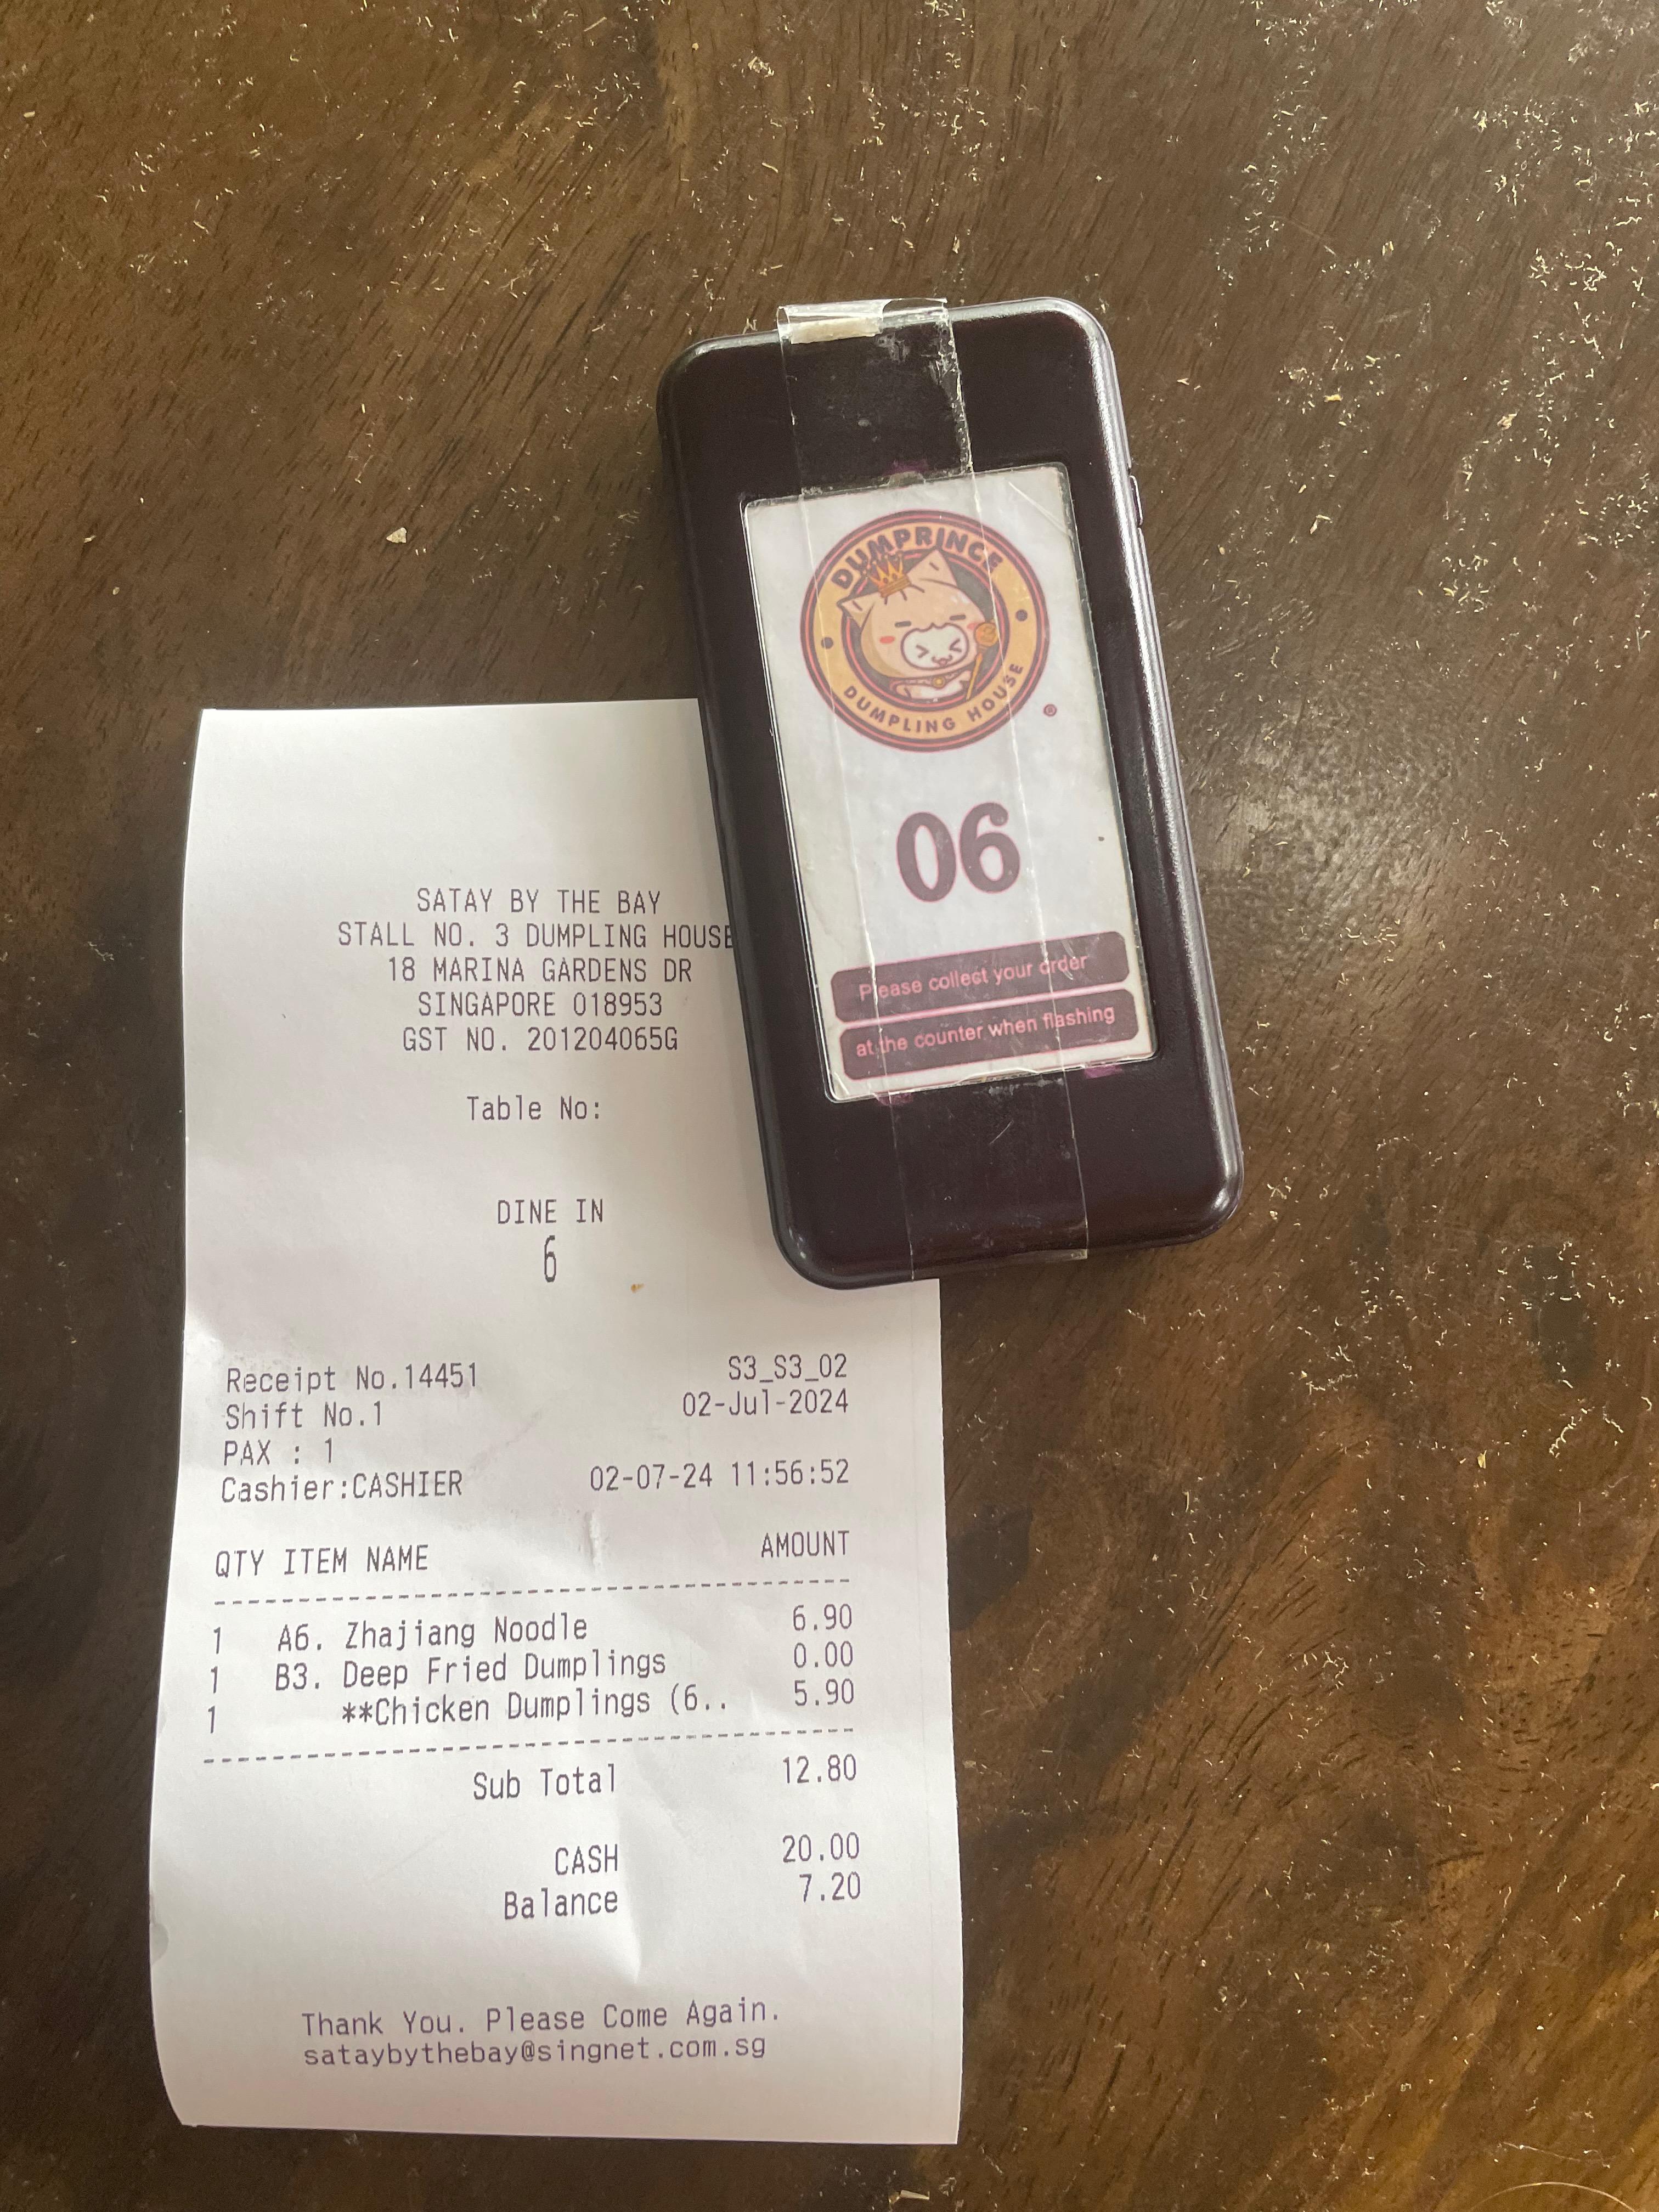 DUMPRINCE
DUMPLING HOUSE
06
Please collect your order
at the counter when flashing
SATAY BY THE BAY
STALL NO. 3 DUMPLING HOUSE
18 MARINA GARDENS DR
SINGAPORE 018953
GST NO. 201204065G
Table No:
DINE IN
6
Receipt No.14451 S3_S3_02
Shift No.1 02-Jul-2024
PAX : 1
Cashier:CASHIER 02-07-24 11:56:52
QTY ITEM NAME AMOUNT
1 A6. Zhajiang Noodle 6.90
1 B3. Deep Fried Dumplings 0.00
1 **Chicken Dumplings (6.. 5.90
Sub Total 12.80
CASH 20.00
Balance 7.20
Thank You. Please Come Again.
sataybythebay@singnet.com.sg